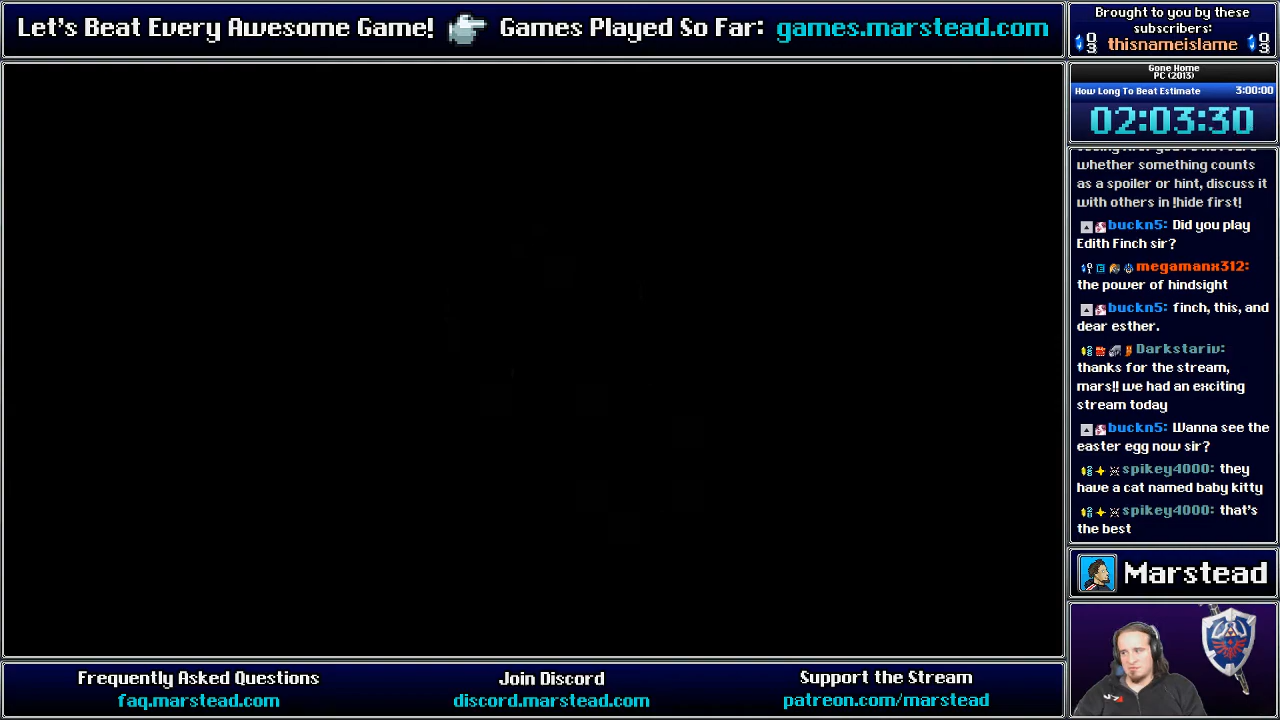 Let's Beat Every Awesome Game!
Games Played So Far: games.marstead.com
Brought to you by these
subscribers:
thisnameislame
Gone Home
PC (2013)
How Long To Beat Estimate 3:00:00
02:03:30
whether something counts
as a spoiler or hint, discuss it
with others in !hide first!
buckn5: Did you play
Edith Finch sir?
megamanx312:
the power of hindsight
buckn5: finch, this, and
dear esther.
Darkstariv:
thanks for the stream,
mars!! we had an exciting
stream today
buckn5: Wanna see the
easter egg now sir?
spikey4000: they
have a cat named baby kitty
spikey4000: that's
the best
Marstead
Frequently Asked Questions
faq.marstead.com
Join Discord
discord.marstead.com
Support the Stream
patreon.com/marstead